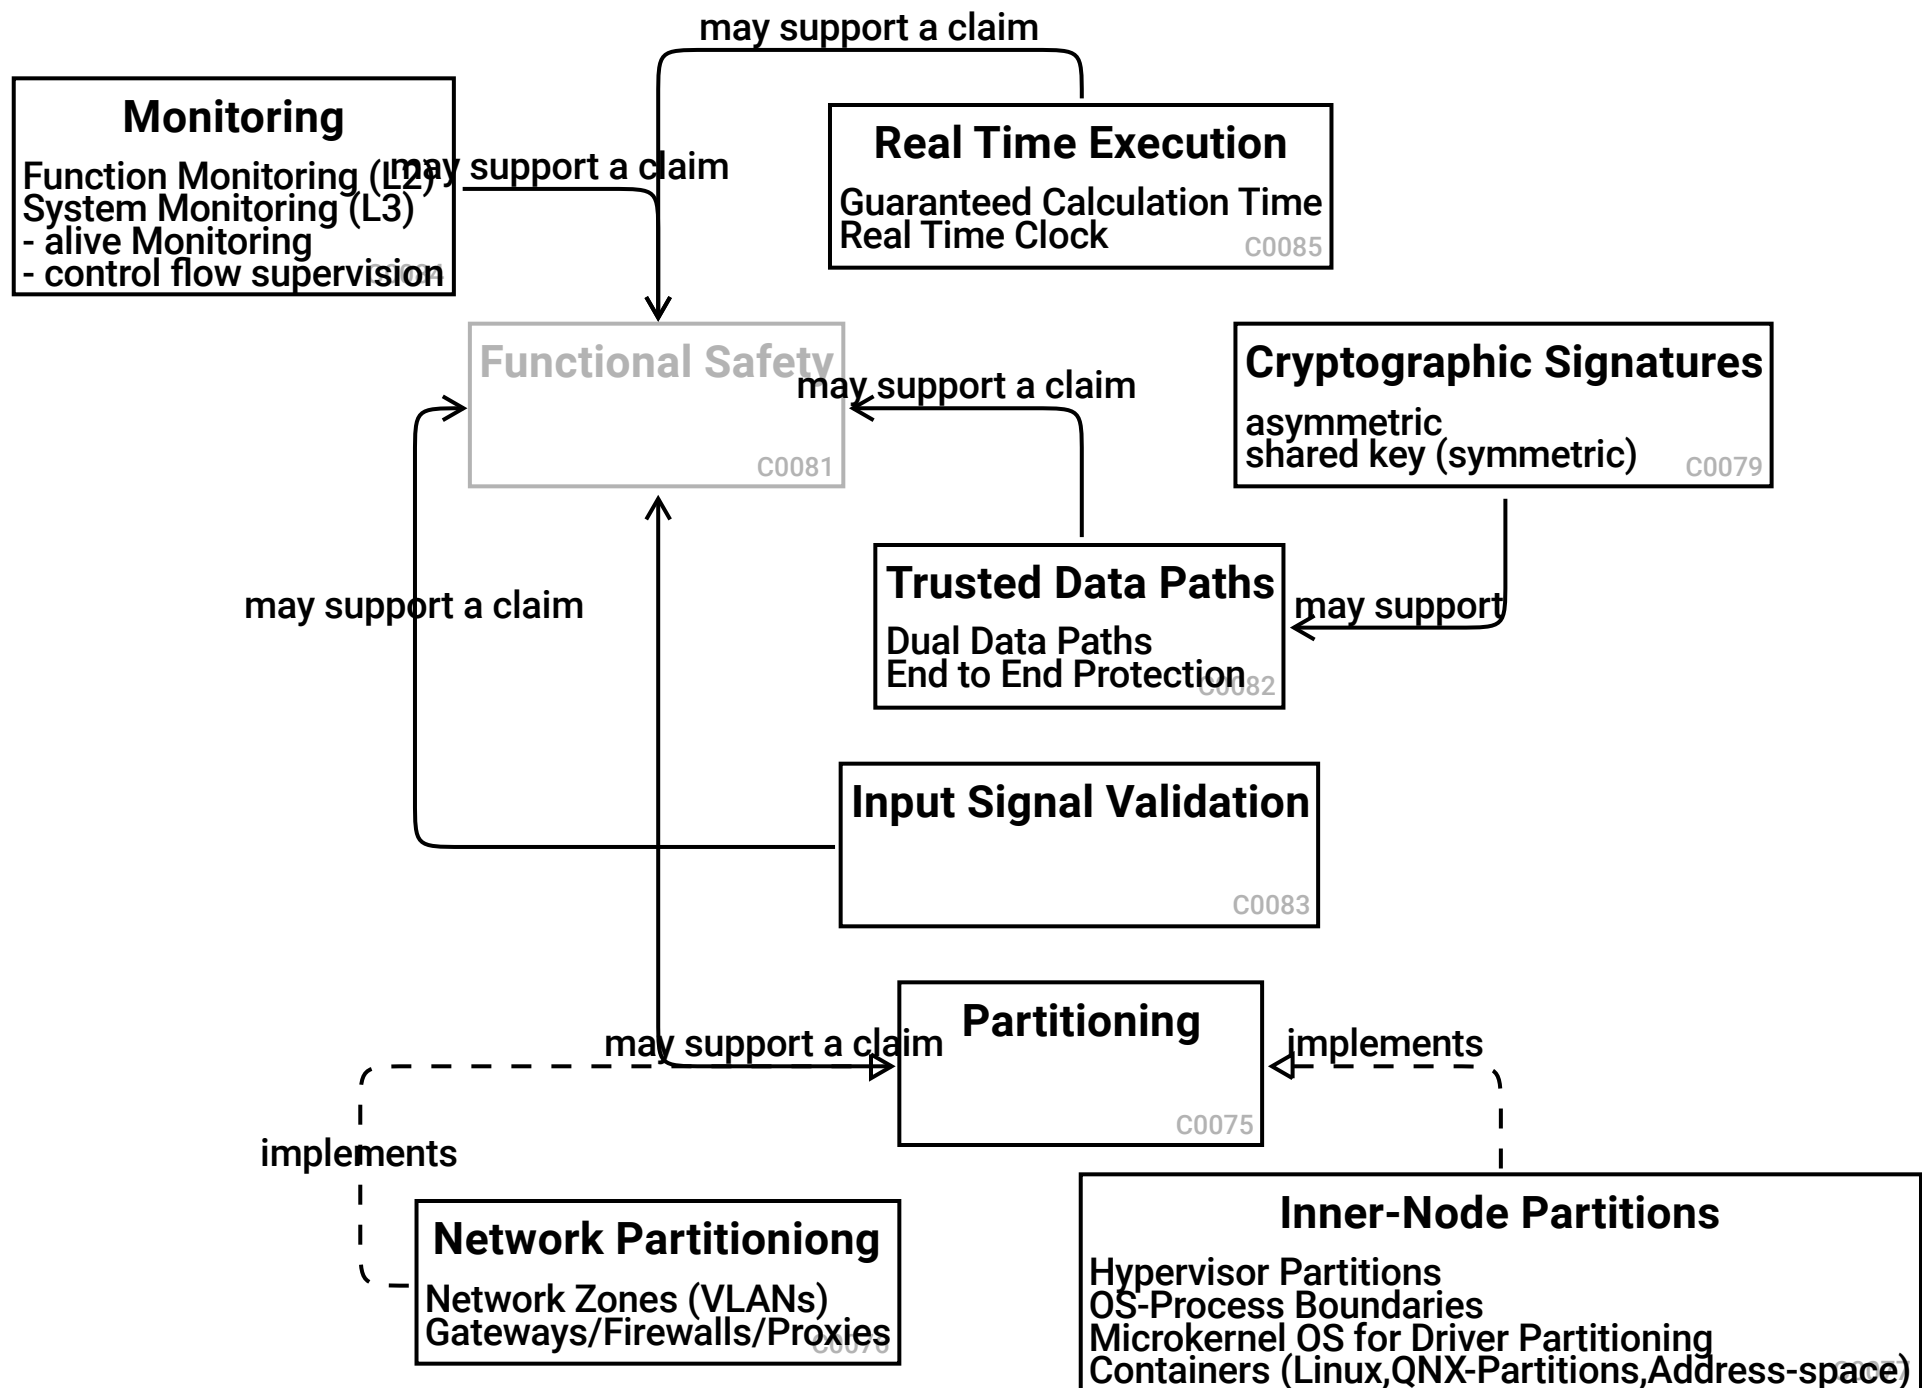 may support a claim
Monitoring
Function Monitoring (L2)
System Monitoring (L3)
- alive Monitoring
- control flow supervision
may support a claim
Real Time Execution
Guaranteed Calculation Time
Real Time Clock
C0085
Functional Safety
C0081
may support a claim
Cryptographic Signatures
asymmetric
shared key (symmetric)
C0079
may support a claim
Trusted Data Paths
Dual Data Paths
End to End Protection
C0082
may support
Input Signal Validation
C0083
Partitioning
C0075
may support a claim
implements
implements
Network Partitioniong
Network Zones (VLANs)
Gateways/Firewalls/Proxies
C0076
Inner-Node Partitions
Hypervisor Partitions
OS-Process Boundaries
Microkernel OS for Driver Partitioning
Containers (Linux,QNX-Partitions,Address-space)